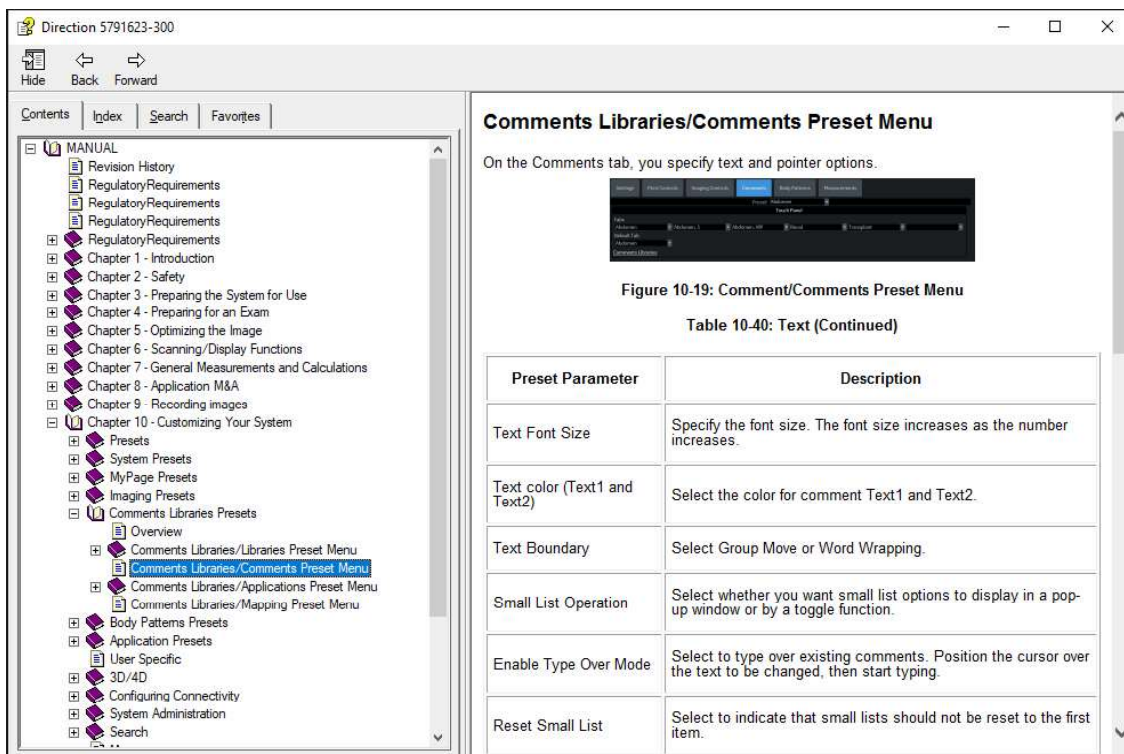 Direction 5791623-300
Hide Back Forward
Contents Index Search Favorites
MANUAL
Revision History
RegulatoryRequirements
RegulatoryRequirements
RegulatoryRequirements
RegulatoryRequirements
Chapter 1 - Introduction
Chapter 2 - Safety
Chapter 3 - Preparing the System for Use
Chapter 4 - Preparing for an Exam
Chapter 5 - Optimizing the Image
Chapter 6 - Scanning/Display Functions
Chapter 7 - General Measurements and Calculations
Chapter 8 - Application M&A
Chapter 9 - Recording images
Chapter 10 - Customizing Your System
Presets
System Presets
MyPage Presets
Imaging Presets
Comments Libraries Presets
Overview
Comments Libraries/Libraries Preset Menu
Comments Libraries/Comments Preset Menu
Comments Libraries/Applications Preset Menu
Comments Libraries/Mapping Preset Menu
Body Patterns Presets
Application Presets
User Specific
3D/4D
Configuring Connectivity
System Administration
Search
Comments Libraries/Comments Preset Menu
On the Comments tab, you specify text and pointer options.
Comments Libraries
Figure 10-19: Comment/Comments Preset Menu
Table 10-40: Text (Continued)
Preset Parameter Description
Text Font Size
Specify the font size. The font size increases as the number
increases.
Text color (Text1 and
Text2)
Select the color for comment Text1 and Text2.
Text Boundary
Select Group Move or Word Wrapping.
Small List Operation
Select whether you want small list options to display in a pop-
up window or by a toggle function.
Enable Type Over Mode
Select to type over existing comments. Position the cursor over
the text to be changed, then start typing.
Reset Small List
Select to indicate that small lists should not be reset to the first
item.